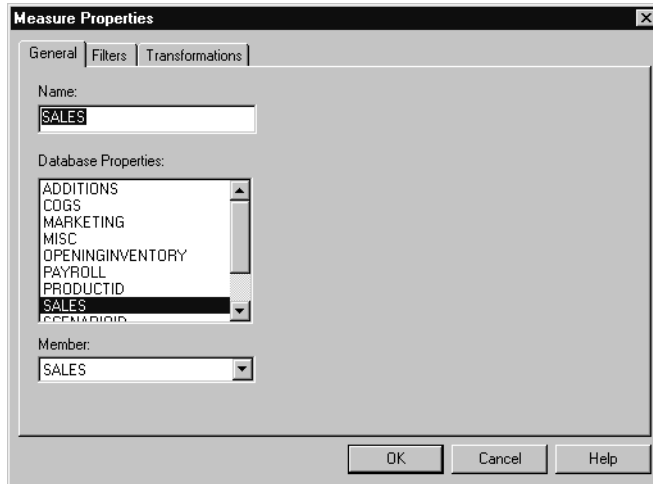 Measure Properties
General Filters Transformations
Name:
SALES
Database Properties:
ADDITIONS
COGS
MARKETING
MISC
OPENINGINVENTORY
PAYROLL
PRODUCTID
SALES
SCENARIOID
Member:
SALES
OK Cancel Help